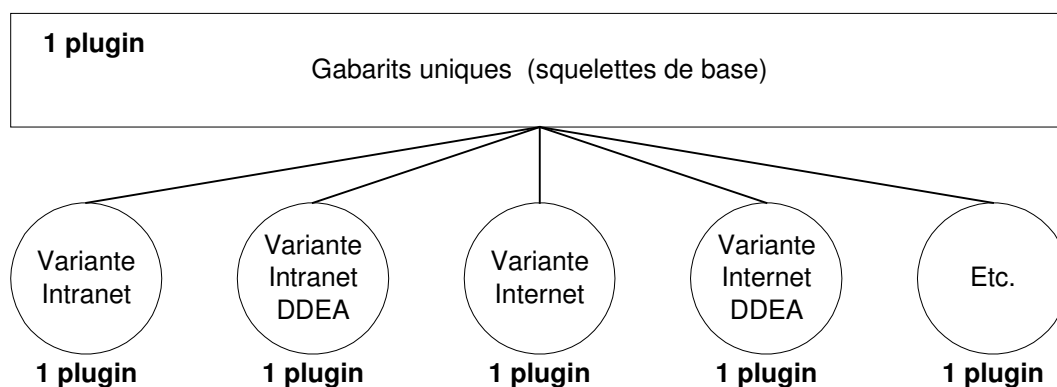 1 plugin
Gabarits uniques (squelettes de base)
Variante
Intranet
Variante
Intranet
DDEA
Variante
Internet
Variante
Internet
DDEA
Etc.
1 plugin
1 plugin
1 plugin
1 plugin
1 plugin